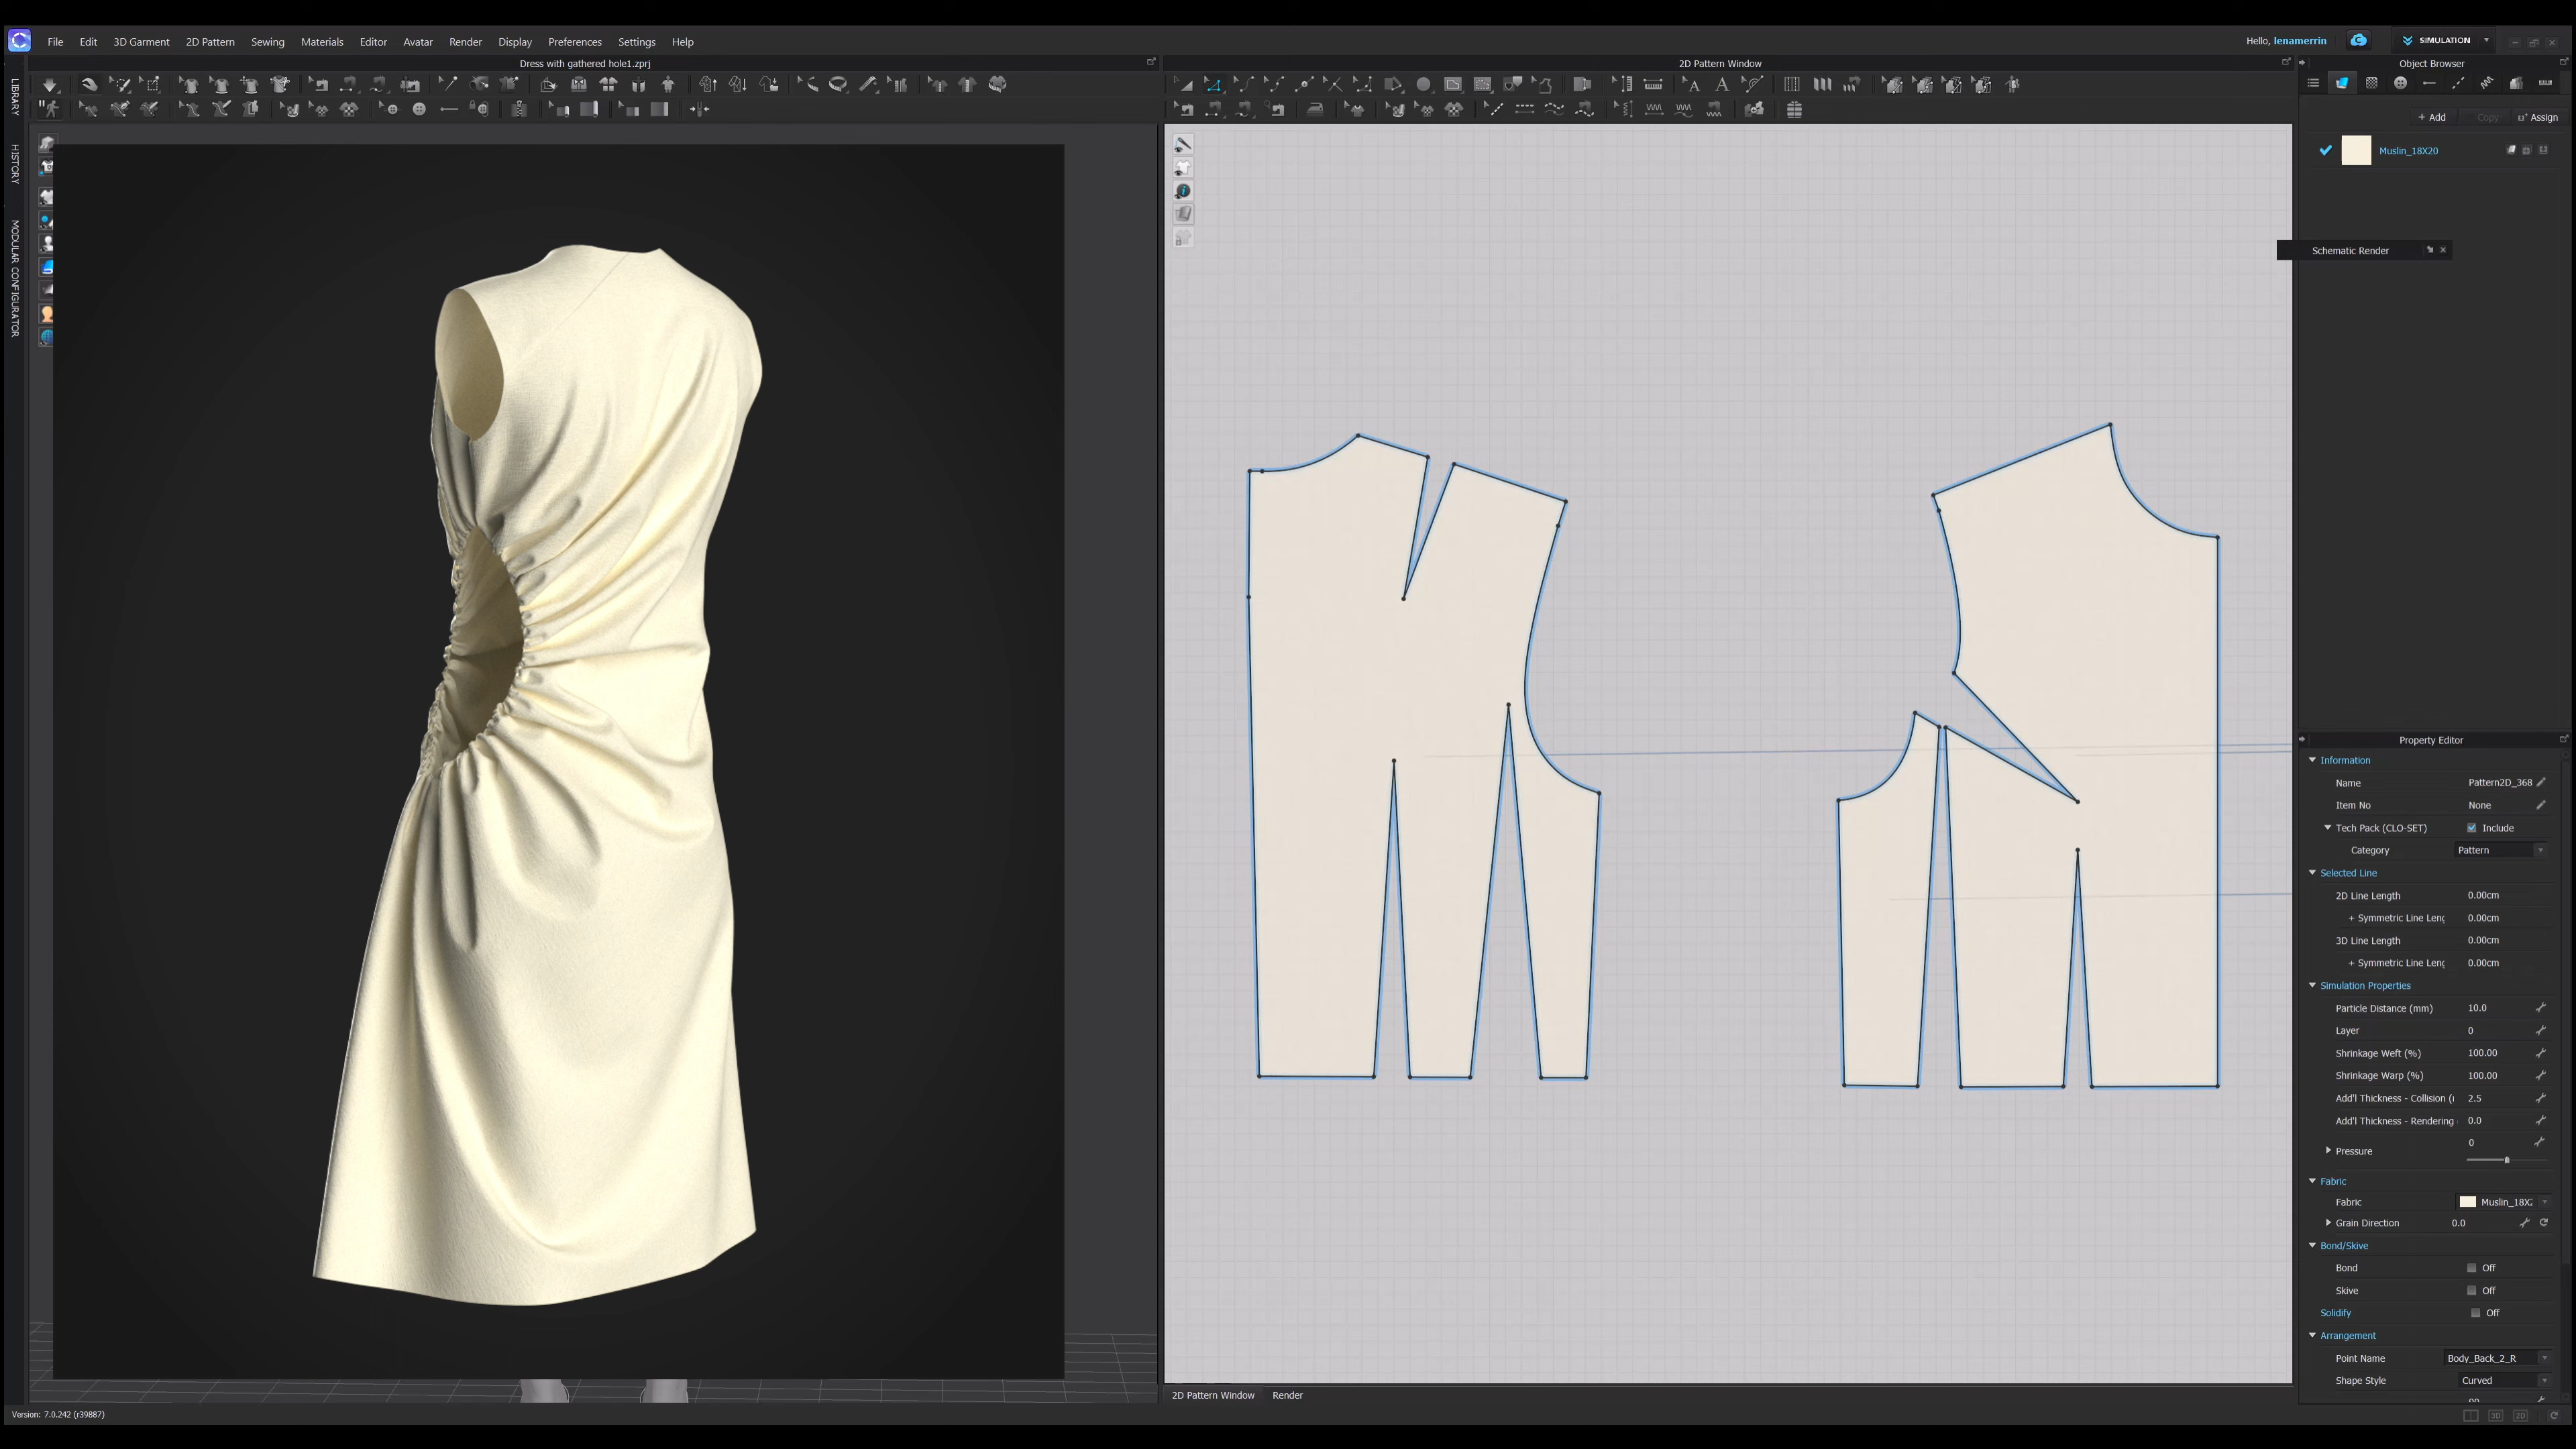 File Edit 3D Garment 2D Pattern Sewing Materials Editor Avatar Render Display Preferences Settings Help
Hello, lenamerrin
SIMULATION
Dress with gathered hole1.zprj
2D Pattern Window
Object Browser
LIBRARY
HISTORY
MODULAR CONFIGURATOR
+ Add Copy Assign
Muslin_18X20
Schematic Render
Property Editor
Information
Name Pattern2D_368
Item No None
Tech Pack (CLO-SET) Include
Category Pattern
Selected Line
2D Line Length 0.00cm
+ Symmetric Line Leng 0.00cm
3D Line Length 0.00cm
+ Symmetric Line Leng 0.00cm
Simulation Properties
Particle Distance (mm) 10.0
Layer 0
Shrinkage Weft (%) 100.00
Shrinkage Warp (%) 100.00
Add'l Thickness - Collision ( 2.5
Add'l Thickness - Rendering 0.0
0
Pressure
Fabric
Fabric Muslin_18X2
Grain Direction 0.0
Bond/Skive
Bond Off
Skive Off
Solidify Off
Arrangement
Point Name Body_Back_2_R
Shape Style Curved
2D Pattern Window Render
Version: 7.0.242 (r39887)
3D 2D